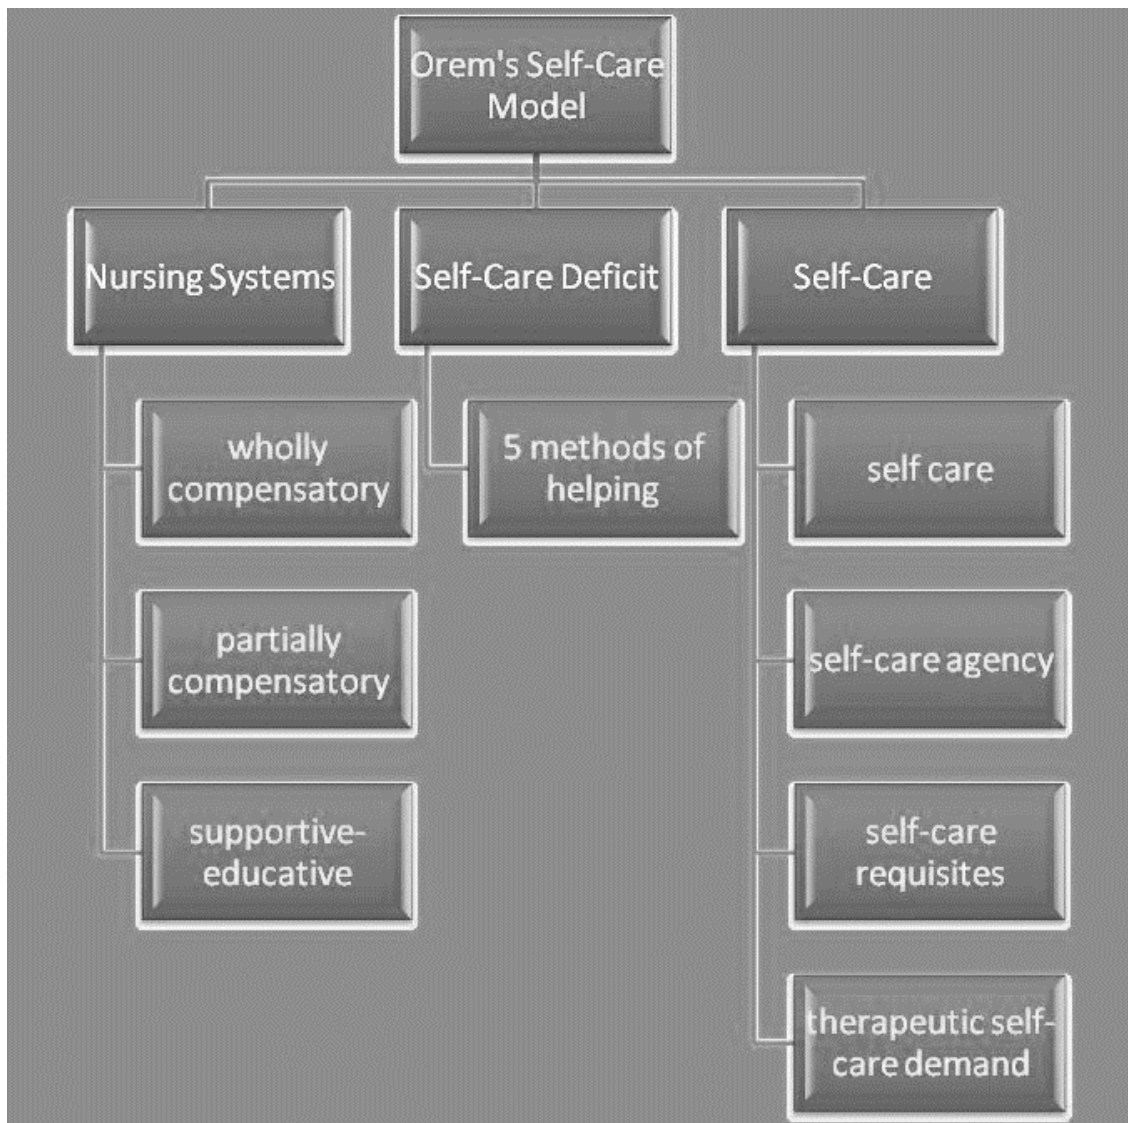 Orem's Self-Care
Model
Nursing Systems
Self-Care Deficit
Self-Care
wholly
compensatory
5 methods of
helping
self care
partially
compensatory
self-care agency
supportive-
educative
self-care
requisites
therapeutic self-
care demand